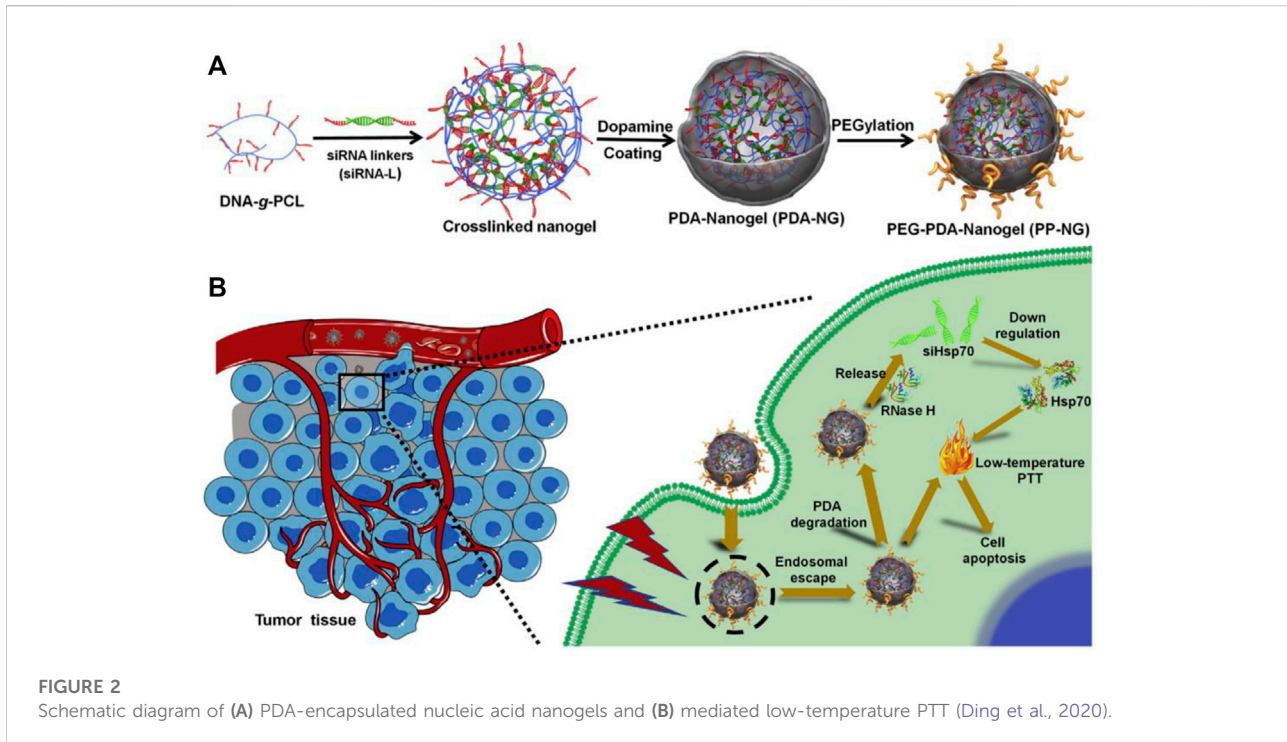 A
siRNA linkers
(siRNA-L)
DNA-g-PCL
Crosslinked nanogel
Dopamine
Coating
PDA-Nanogel (PDA-NG)
PEGylation
PEG-PDA-Nanogel (PP-NG)
B
Tumor tissue
Endosomal
escape
PDA
degradation
Release
RNase H
siHsp70
Down
regulation
Hsp70
Low-temperature
PTT
Cell
apoptosis
FIGURE 2
Schematic diagram of (A) PDA-encapsulated nucleic acid nanogels and (B) mediated low-temperature PTT (Ding et al., 2020).